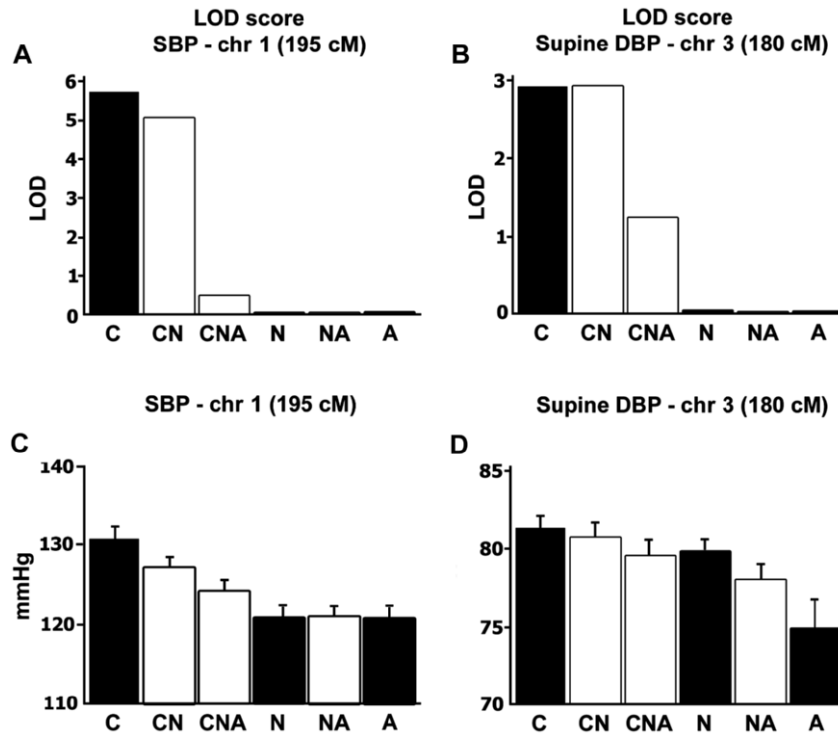 LOD score
SBP - chr 1 (195 cM)
A
6
5
4
3
2
1
0
LOD
C CN CNA N NA A
LOD score
Supine DBP - chr 3 (180 cM)
B
3
2
1
0
LOD
C CN CNA N NA A
SBP - chr 1 (195 cM)
C
140
130
120
110
mmHg
C CN CNA N NA A
Supine DBP - chr 3 (180 cM)
D
85
80
75
70
C CN CNA N NA A